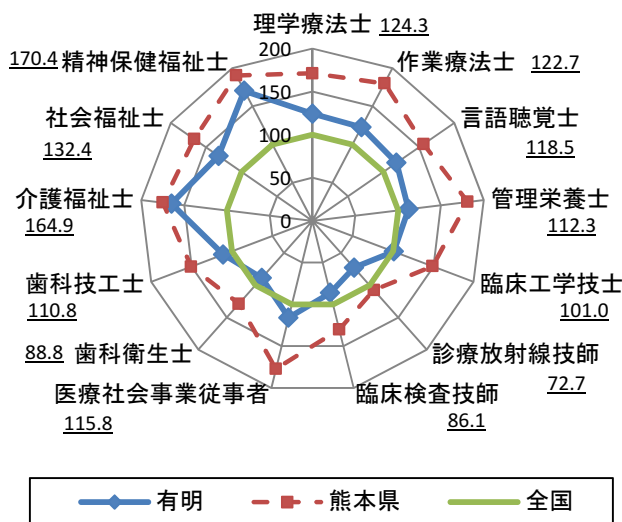 理学療法士 124.3
作業療法士 122.7
言語聴覚士
118.5
管理栄養士
112.3
臨床工学技士
101.0
診療放射線技師
72.7
臨床検査技師
86.1
医療社会事業従事者
115.8
88.8 歯科衛生士
歯科技工士
110.8
介護福祉士
164.9
社会福祉士
132.4
170.4 精神保健福祉士
200
150
100
50
0
有明 熊本県 全国